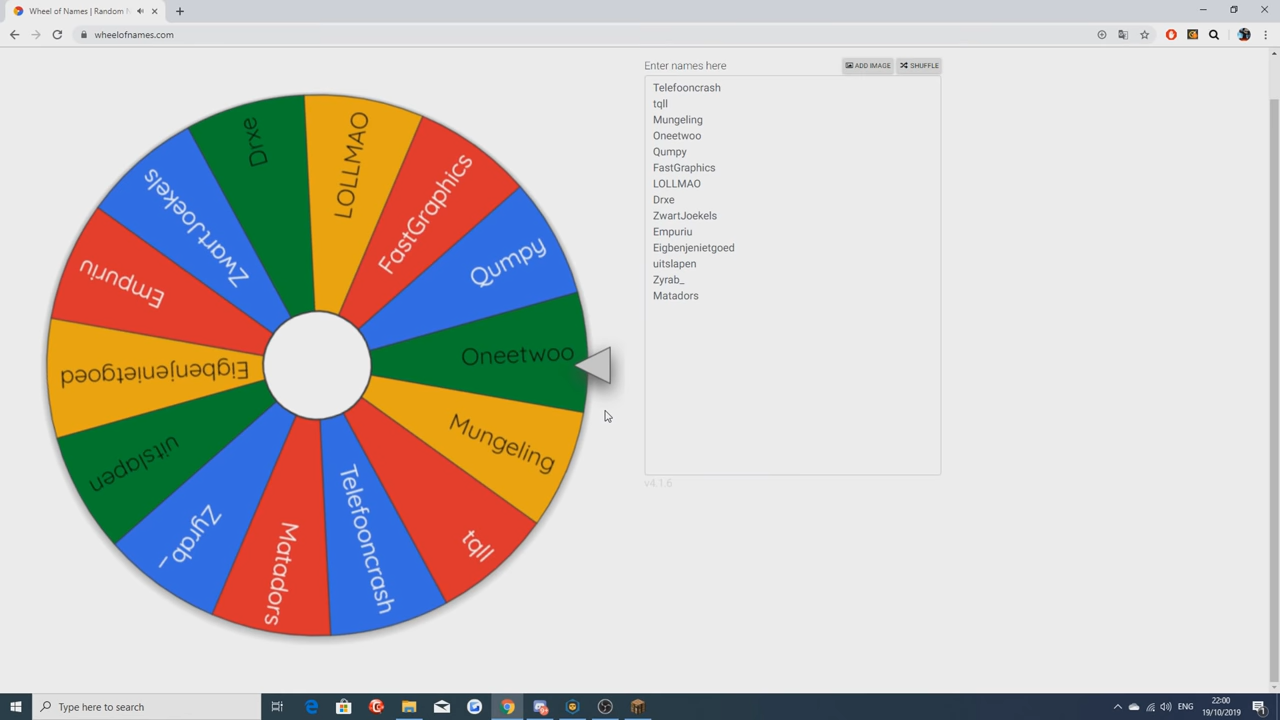 Wheel of Names | Random N
wheelofnames.com
Enter names here
ADD IMAGE
SHUFFLE
Telefooncrash
tqll
Mungeling
Oneetwoo
Qumpy
FastGraphics
LOLLMAO
Drxe
ZwartJoekels
Empuriu
Eigbenjenietgoed
uitslapen
Zyrab_
Matadors
v4.1.6
Drxe
LOLLMAO
FastGraphics
Qumpy
Oneetwoo
Mungeling
tqll
Telefooncrash
Matadors
Zyrab_
uitslapen
Eigbenjenietgoed
Empuriu
ZwartJoekels
Type here to search
ENG
22:00
19/10/2019
1